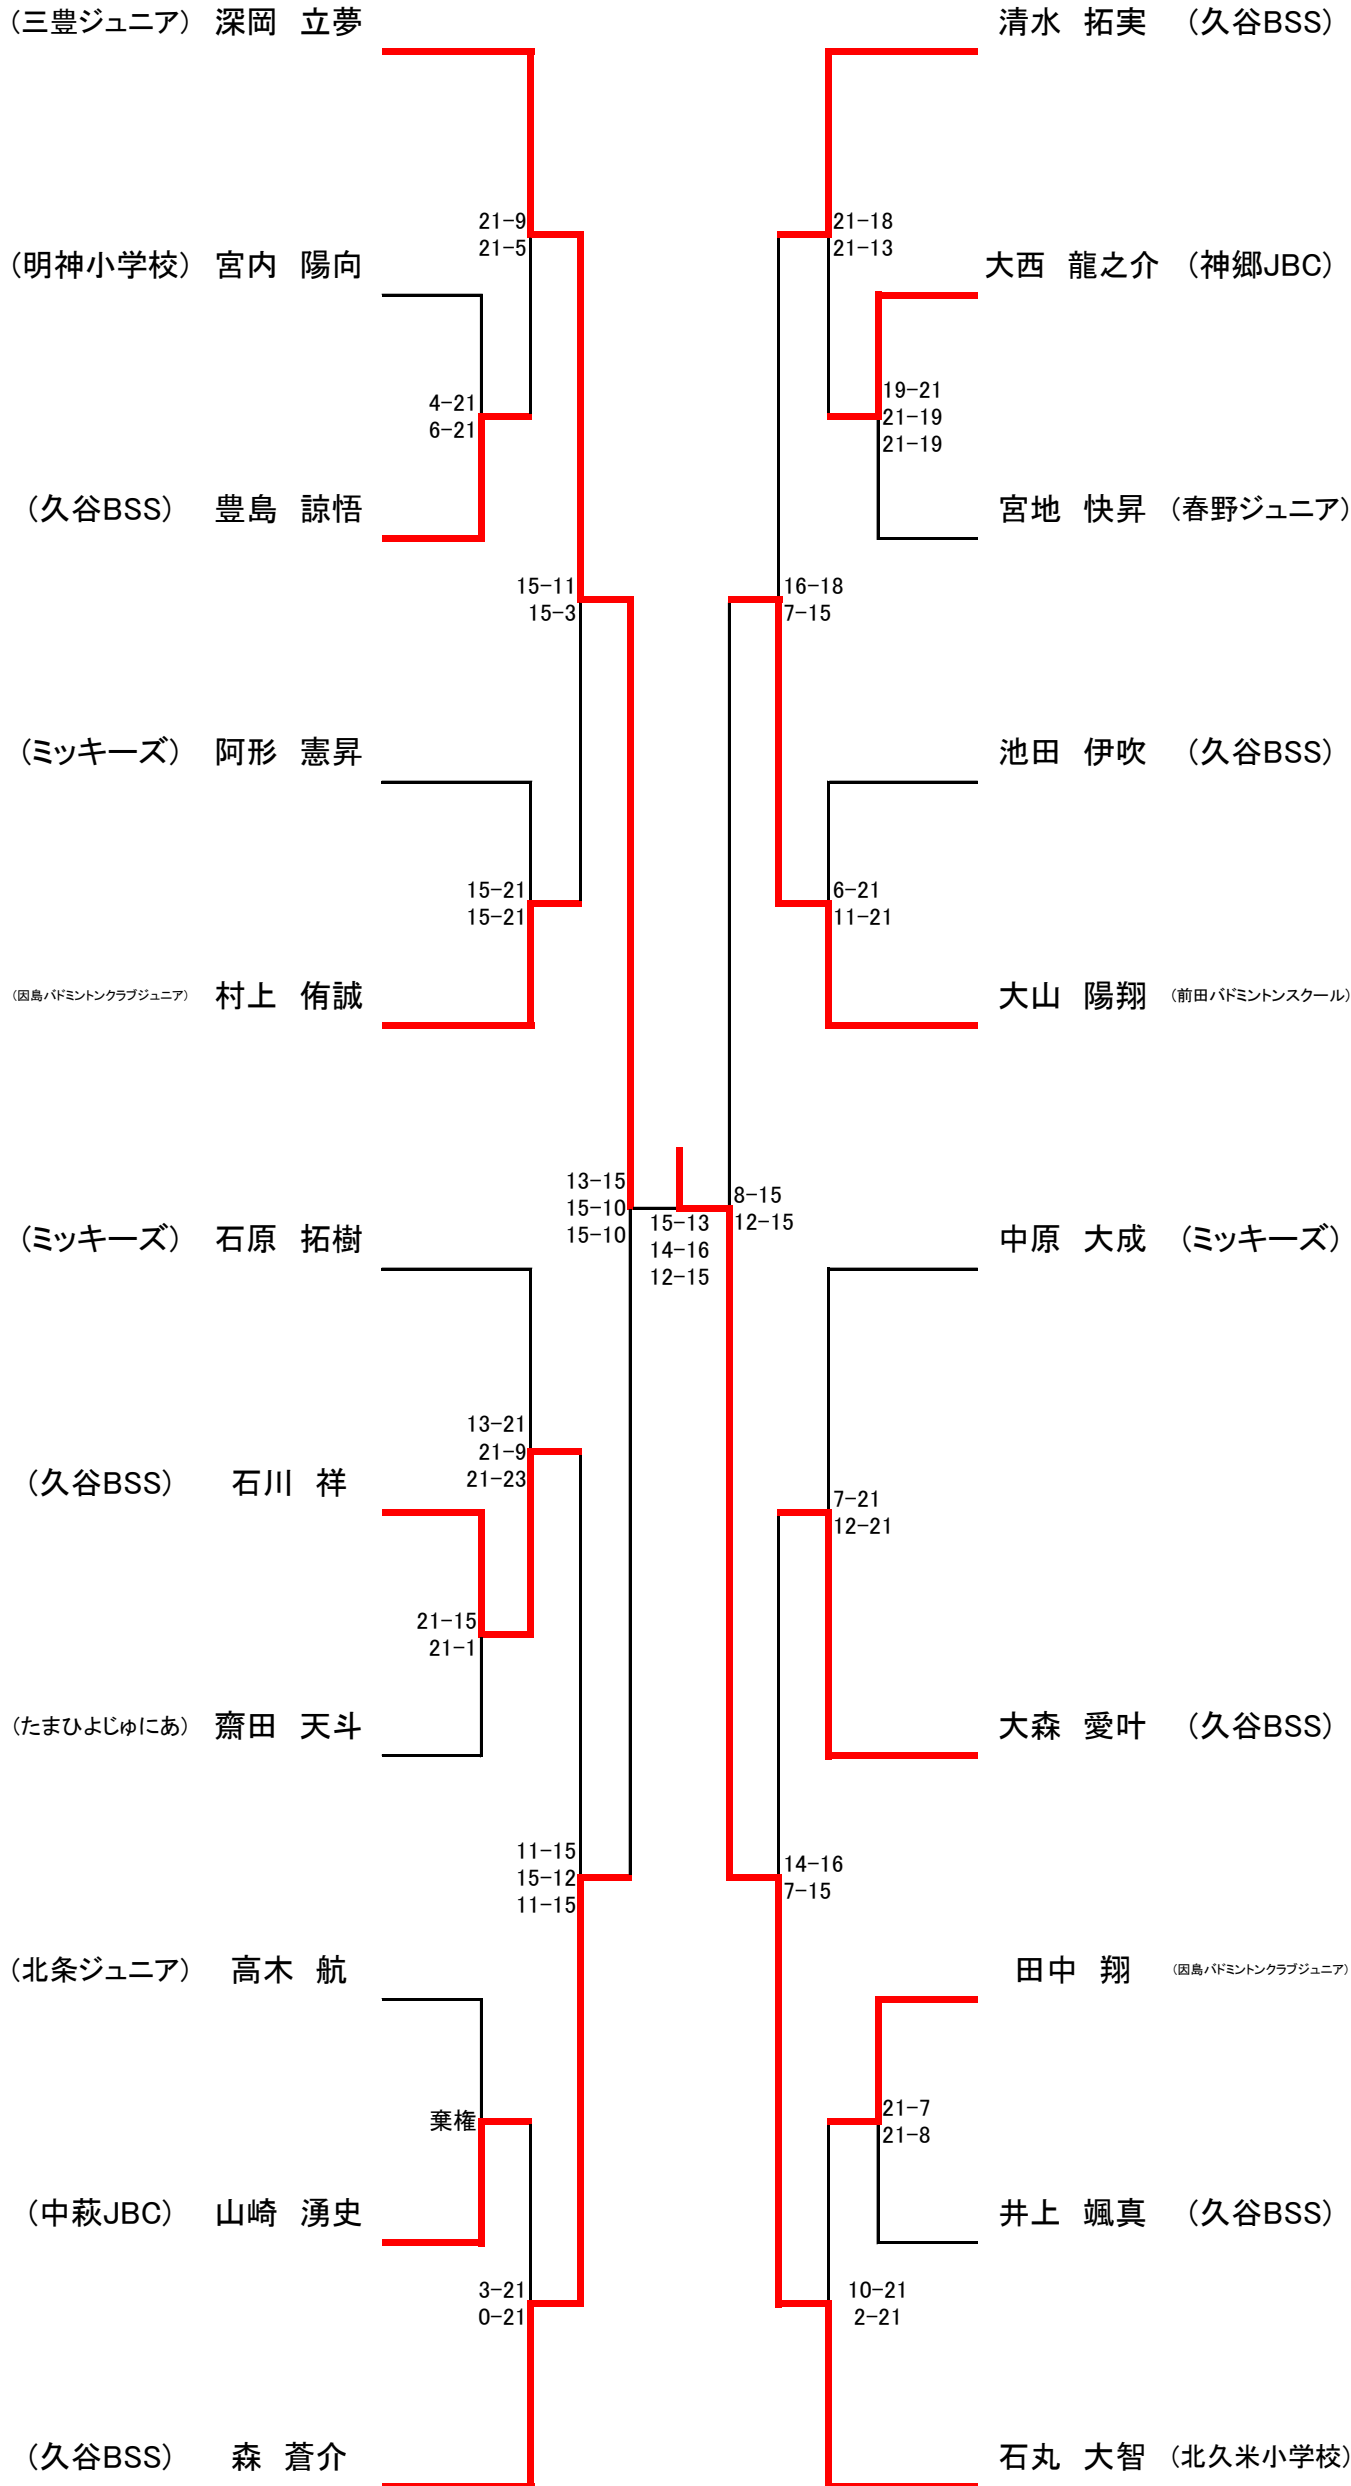 (三豊ジュニア) 深岡 立夢
清水 拓実 (久谷BSS)
21-9
21-5
21-18
21-13
(明神小学校) 宮内 陽向
大西 龍之介 (神郷JBC)
4-21
6-21
19-21
21-19
21-19
(久谷BSS) 豊島 諒悟
宮地 快昇 (春野ジュニア)
15-11
15-3
16-18
7-15
(ミッキーズ) 阿形 憲昇
池田 伊吹 (久谷BSS)
15-21
15-21
6-21
11-21
(因島バドミントンクラブジュニア) 村上 侑誠
大山 陽翔 (前田バドミントンスクール)
13-15
15-10
15-10
15-13
14-16
12-15
8-15
12-15
(ミッキーズ) 石原 拓樹
中原 大成 (ミッキーズ)
13-21
21-9
21-23
(久谷BSS) 石川 祥
7-21
12-21
21-15
21-1
(たまひよじゅにあ) 齋田 天斗
大森 愛叶 (久谷BSS)
11-15
15-12
11-15
14-16
7-15
(北条ジュニア) 高木 航
田中 翔 (因島バドミントンクラブジュニア)
棄権
21-7
21-8
(中萩JBC) 山崎 湧史
井上 颯真 (久谷BSS)
3-21
0-21
10-21
2-21
(久谷BSS) 森 蒼介
石丸 大智 (北久米小学校)